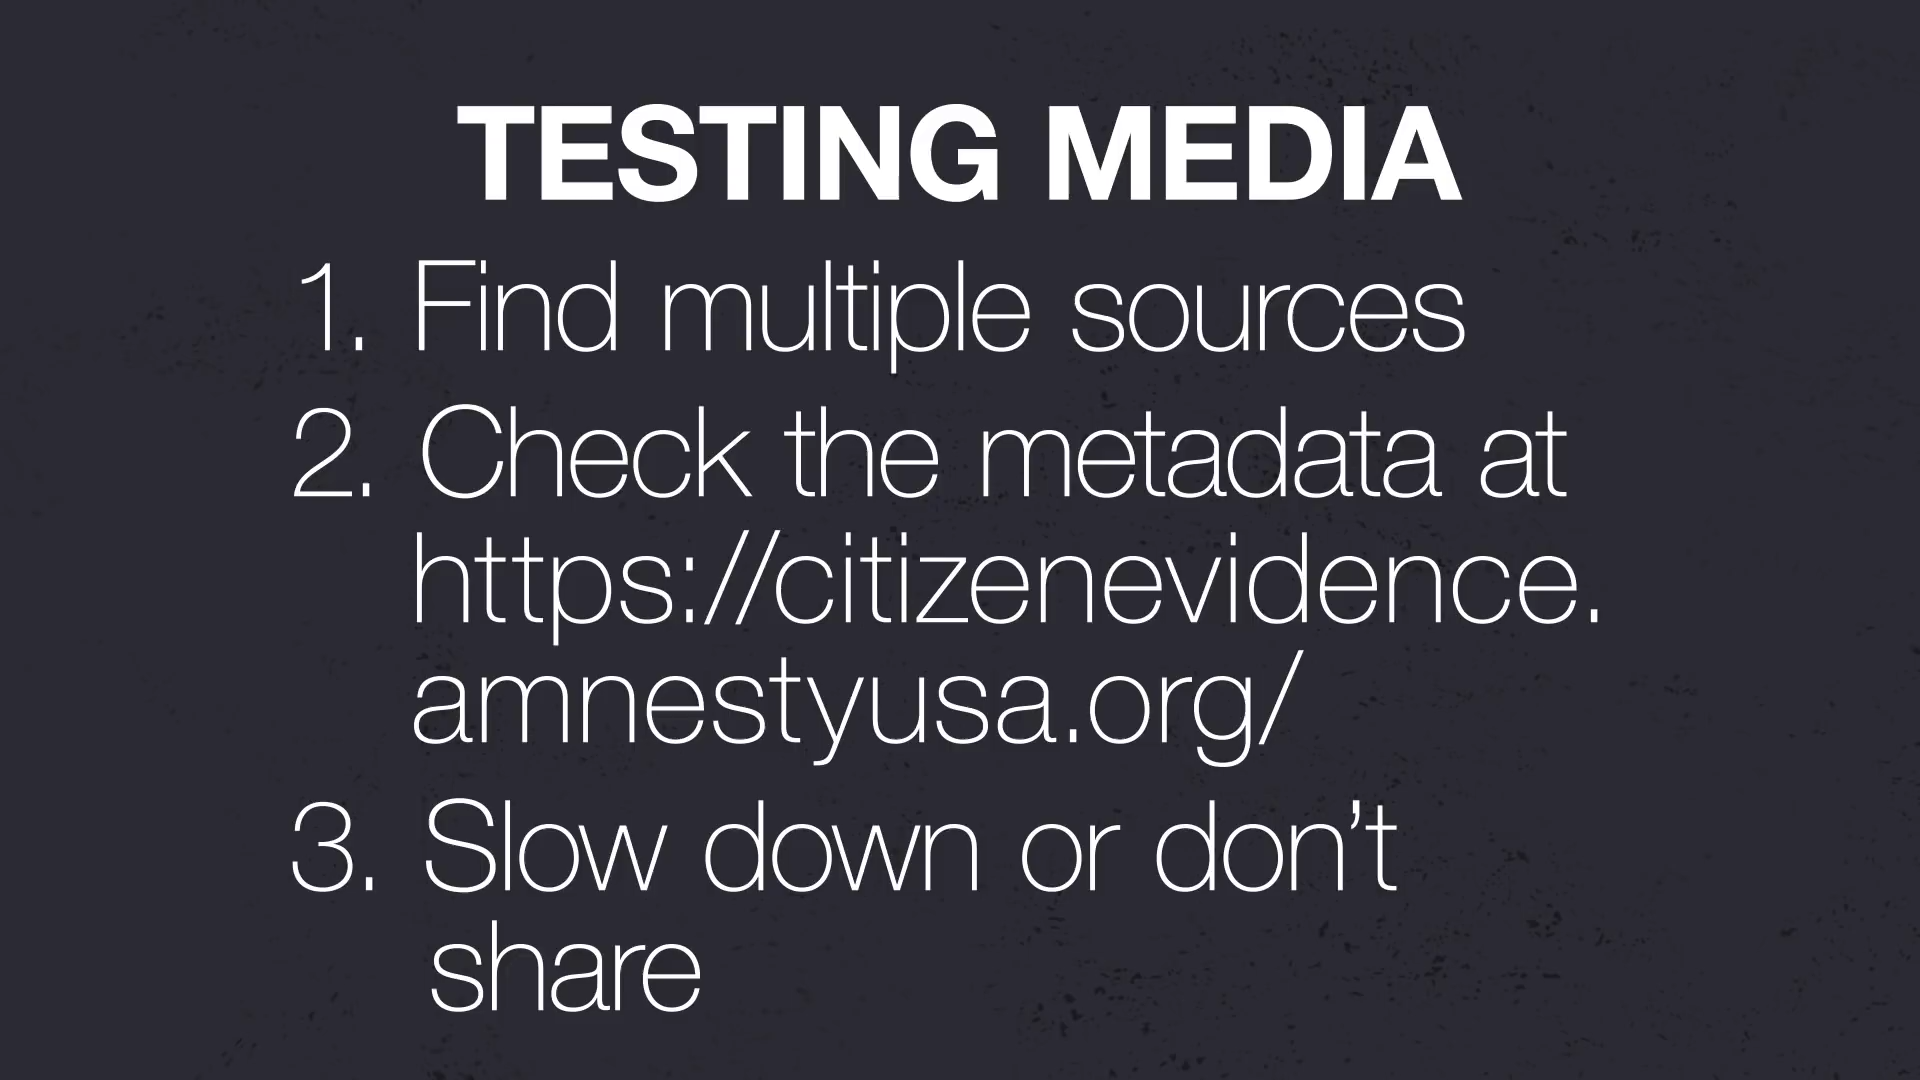 TESTING MEDIA
1. Find multiple sources
2. Check the metadata at
https://citizenevidence.
amnestyusa.org/
3. Slow down or don’t
share